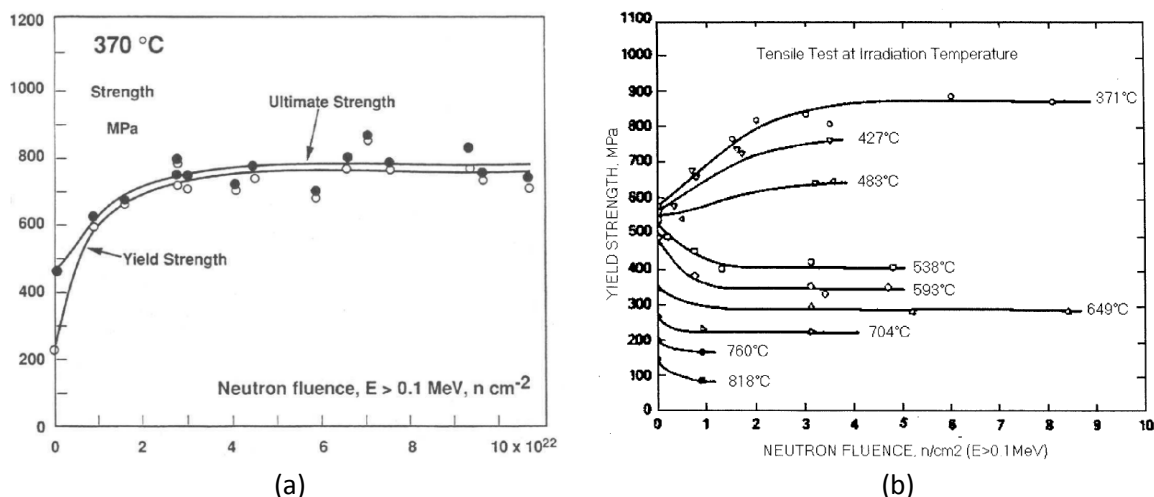 1200
370 °C
1000
Strength
MPa
Ultimate Strength
800
600
Yield Strength
400
200
Neutron fluence, E > 0.1 MeV, n cm-2
0
0 2 4 6 8 10 x 10^22
(a)
1100
Tensile Test at Irradiation Temperature
1000
900
371°C
800
427°C
700
483°C
600
500
538°C
400
593°C
300
649°C
704°C
200
760°C
100
818°C
0
YIELD STRENGTH, MPa
0 1 2 3 4 5 6 7 8 9 10
NEUTRON FLUENCE, n/cm2 (E>0.1MeV)
(b)